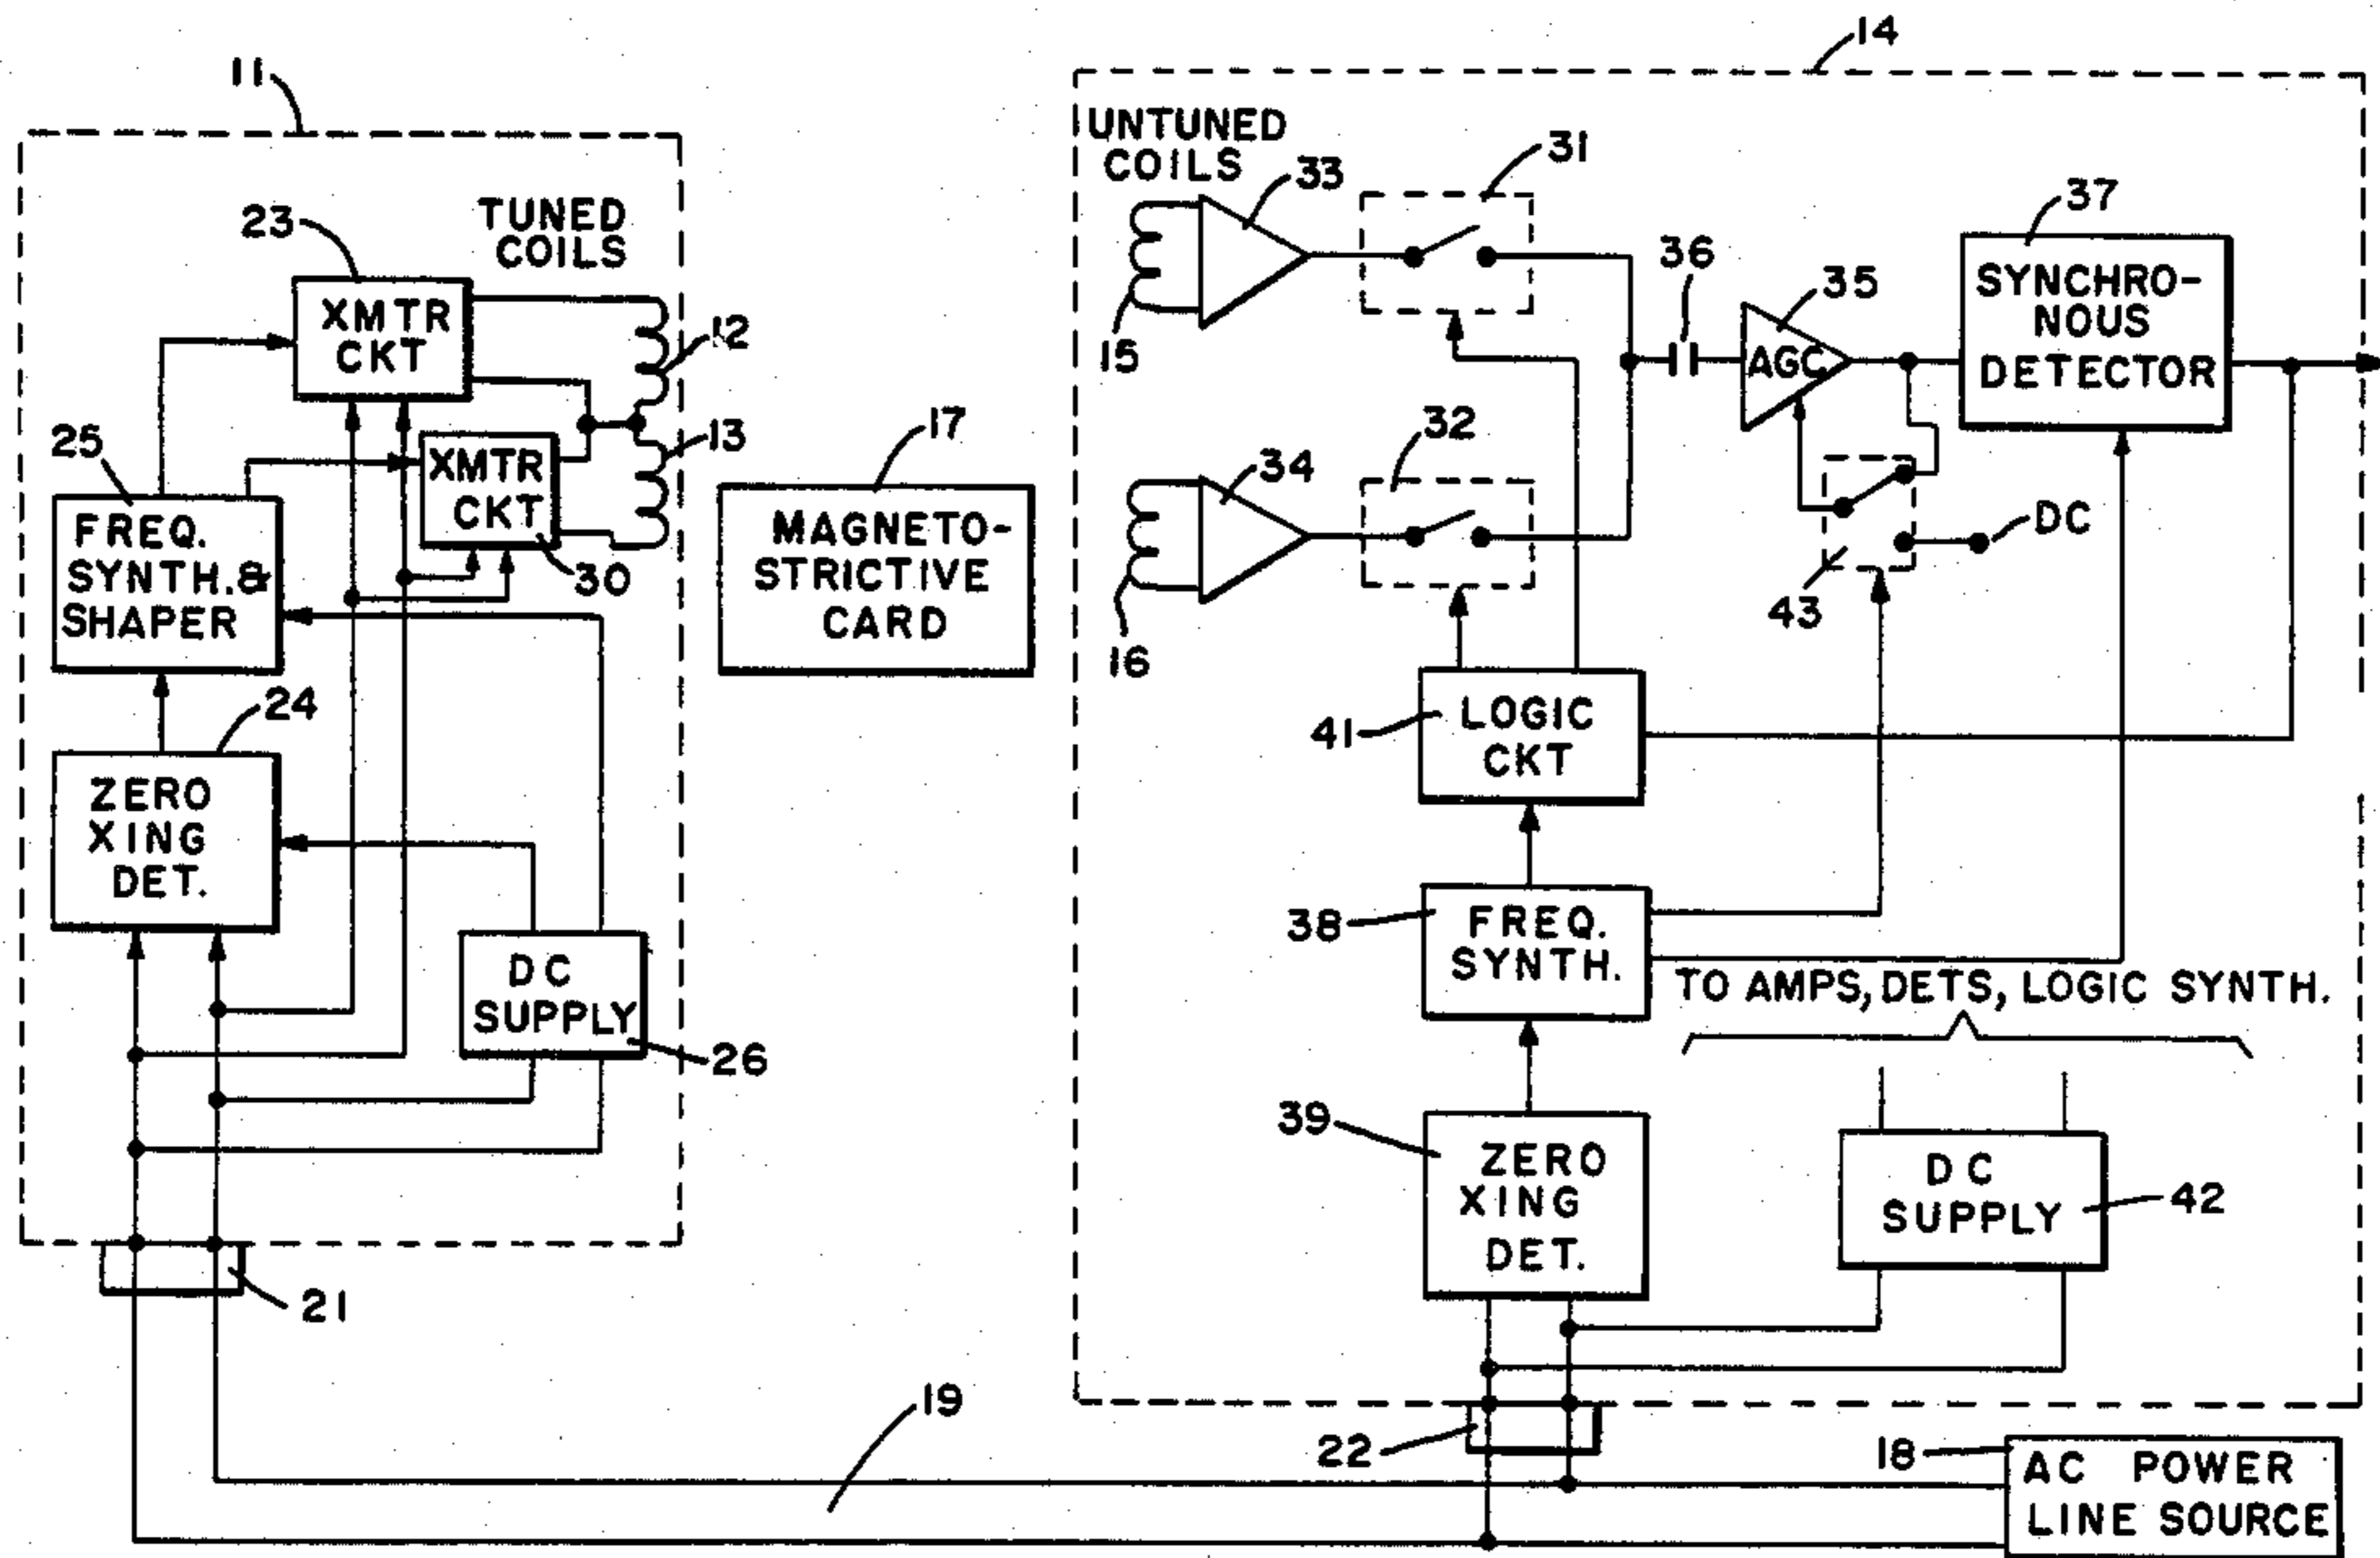 11
14
UNTUNED
COILS
33
31
23
TUNED
COILS
37
XMTR
CKT
12
15
36
35
AGC
SYNCHRO-
NOUS
DETECTOR
25
XMTR
CKT
13
17
32
34
30
FREQ.
SYNTH.&
SHAPER
MAGNETO-
STRICTIVE
CARD
16
43
DC
24
41
LOGIC
CKT
ZERO
XING
DET.
38
FREQ.
SYNTH.
DC
SUPPLY
26
TO AMPS, DETS, LOGIC SYNTH.
39
ZERO
XING
DET.
DC
SUPPLY
42
21
19
22
18
AC POWER
LINE SOURCE